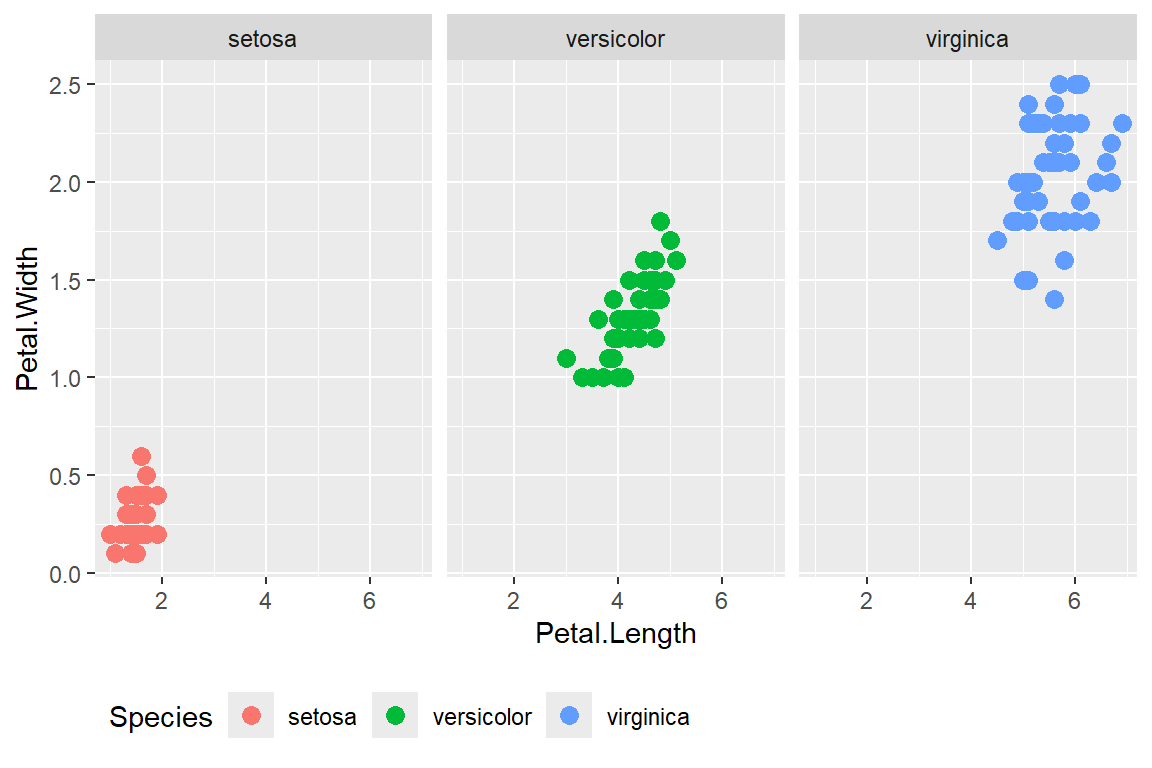 setosa versicolor virginica
2.5
2.0
1.5
1.0
0.5
0.0
Petal.Width
2 4 6 2 4 6 2 4 6
Petal.Length
Species setosa versicolor virginica